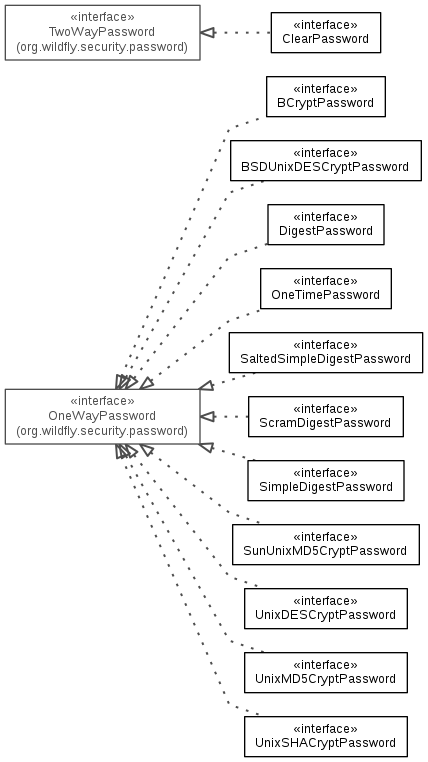 «interface»
TwoWayPassword
(org.wildfly.security.password)
«interface»
ClearPassword
«interface»
BCryptPassword
«interface»
BSDUnixDESCryptPassword
«interface»
DigestPassword
«interface»
OneTimePassword
«interface»
SaltedSimpleDigestPassword
«interface»
OneWayPassword
(org.wildfly.security.password)
«interface»
ScramDigestPassword
«interface»
SimpleDigestPassword
«interface»
SunUnixMD5CryptPassword
«interface»
UnixDESCryptPassword
«interface»
UnixMD5CryptPassword
«interface»
UnixSHACryptPassword